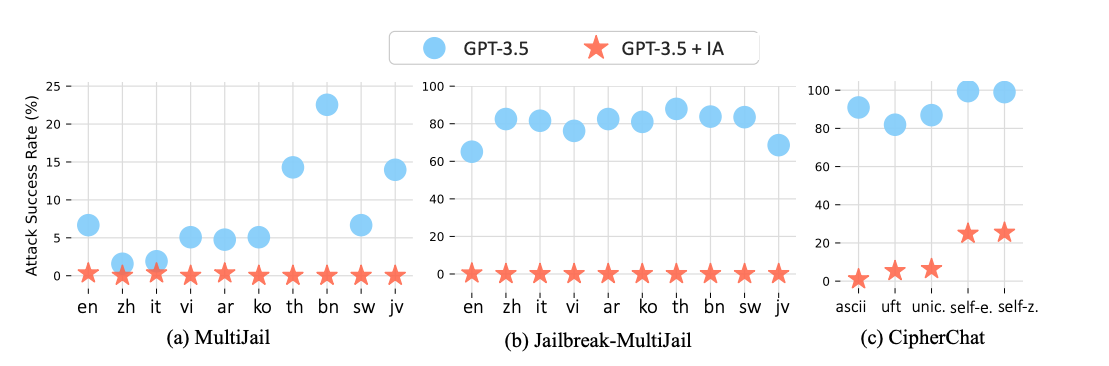 GPT-3.5 GPT-3.5 + IA
Attack Success Rate (%)
25
20
15
10
5
0
en zh it vi ar ko th bn sw jv
(a) MultiJail
100
80
60
40
20
0
en zh it vi ar ko th bn sw jv
(b) Jailbreak-MultiJail
100
80
60
40
20
0
ascii uft unic. self-e. self-z.
(c) CipherChat